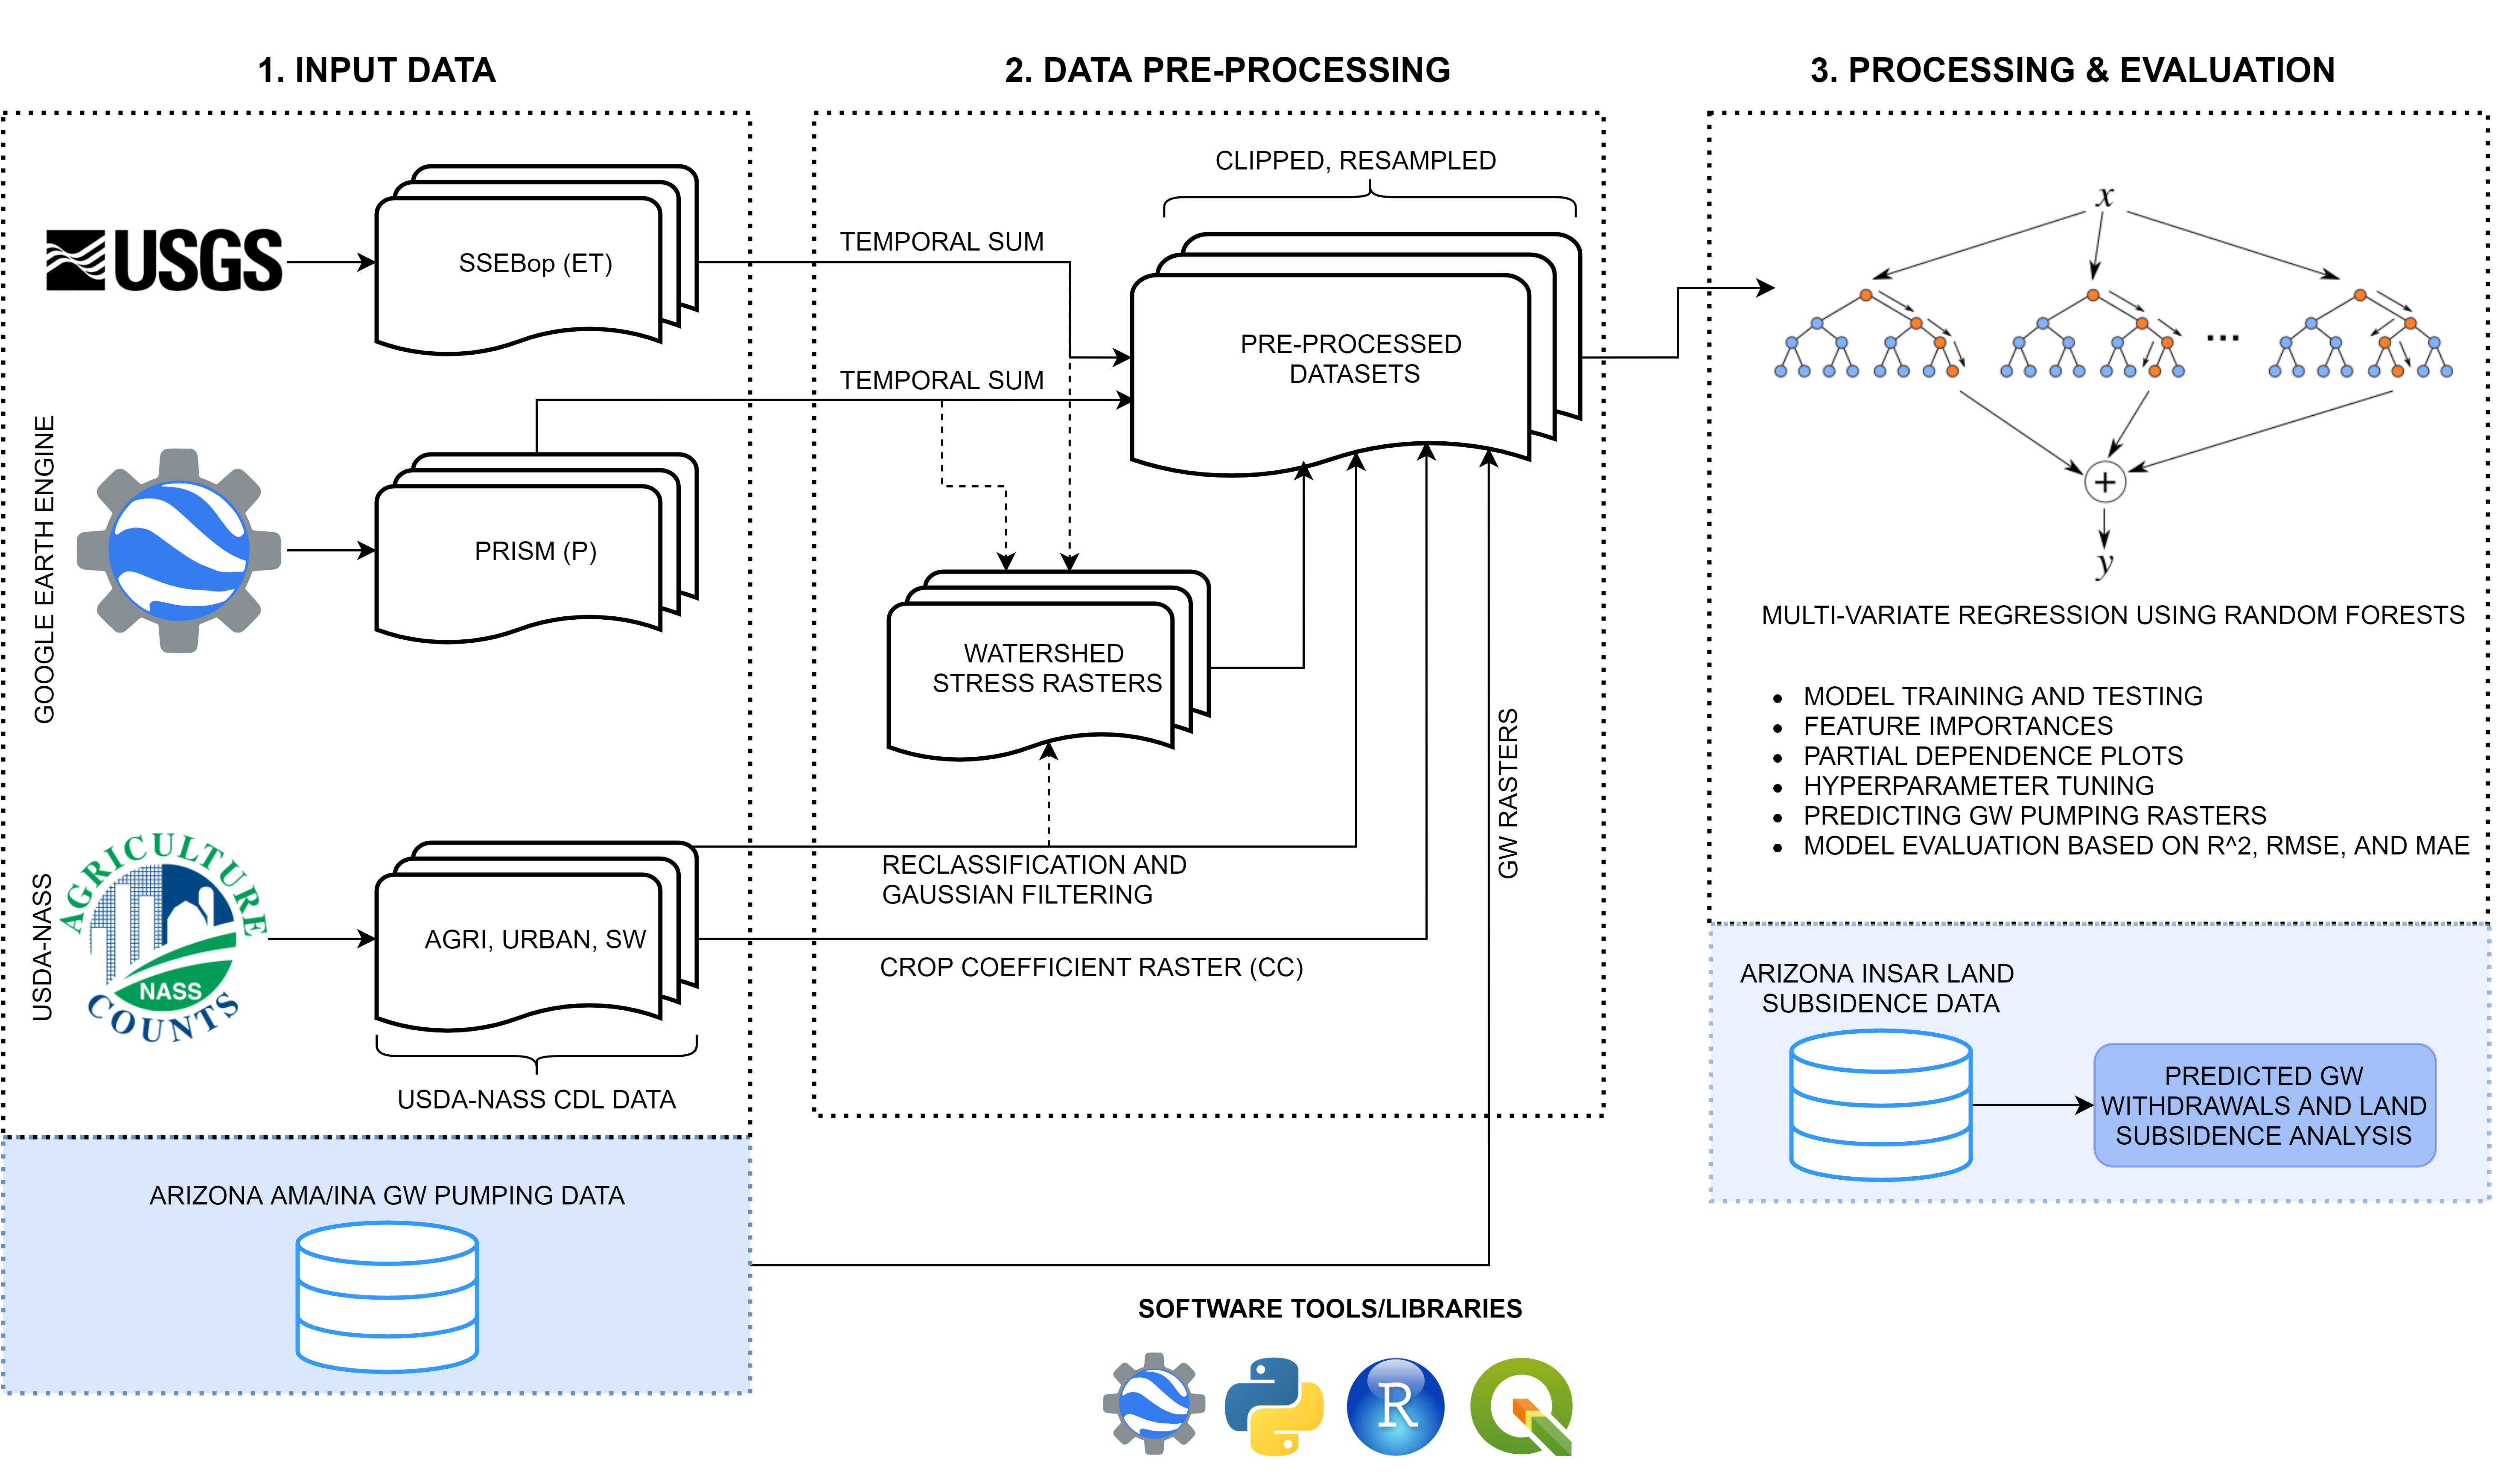 1. INPUT DATA
2. DATA PRE-PROCESSING
3. PROCESSING & EVALUATION
USGS
SSEBop (ET)
GOOGLE EARTH ENGINE
PRISM (P)
USDA-NASS
AGRICULTURE
NASS
COUNTS
AGRI, URBAN, SW
USDA-NASS CDL DATA
ARIZONA AMA/INA GW PUMPING DATA
CLIPPED, RESAMPLED
TEMPORAL SUM
TEMPORAL SUM
PRE-PROCESSED
DATASETS
WATERSHED
STRESS RASTERS
RECLASSIFICATION AND
GAUSSIAN FILTERING
CROP COEFFICIENT RASTER (CC)
GW RASTERS
x
...
+
y
MULTI-VARIATE REGRESSION USING RANDOM FORESTS
• MODEL TRAINING AND TESTING
• FEATURE IMPORTANCES
• PARTIAL DEPENDENCE PLOTS
• HYPERPARAMETER TUNING
• PREDICTING GW PUMPING RASTERS
• MODEL EVALUATION BASED ON R^2, RMSE, AND MAE
ARIZONA INSAR LAND
SUBSIDENCE DATA
PREDICTED GW
WITHDRAWALS AND LAND
SUBSIDENCE ANALYSIS
SOFTWARE TOOLS/LIBRARIES
R